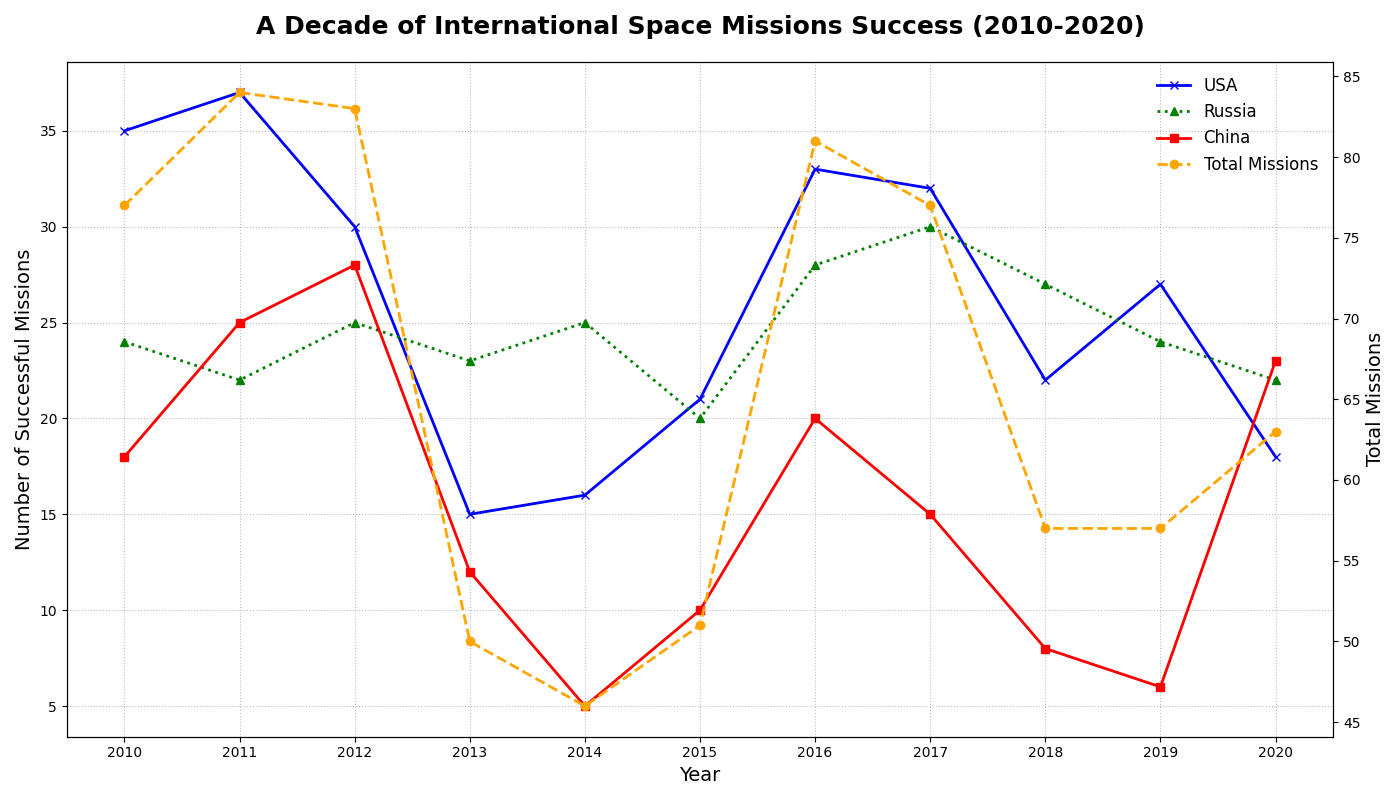 A Decade of International Space Missions Success (2010-2020)
USA
Russia
China
Total Missions
Number of Successful Missions
35
30
25
20
15
10
5
85
80
75
70
65
60
55
50
45
Total Missions
2010 2011 2012 2013 2014 2015 2016 2017 2018 2019 2020
Year